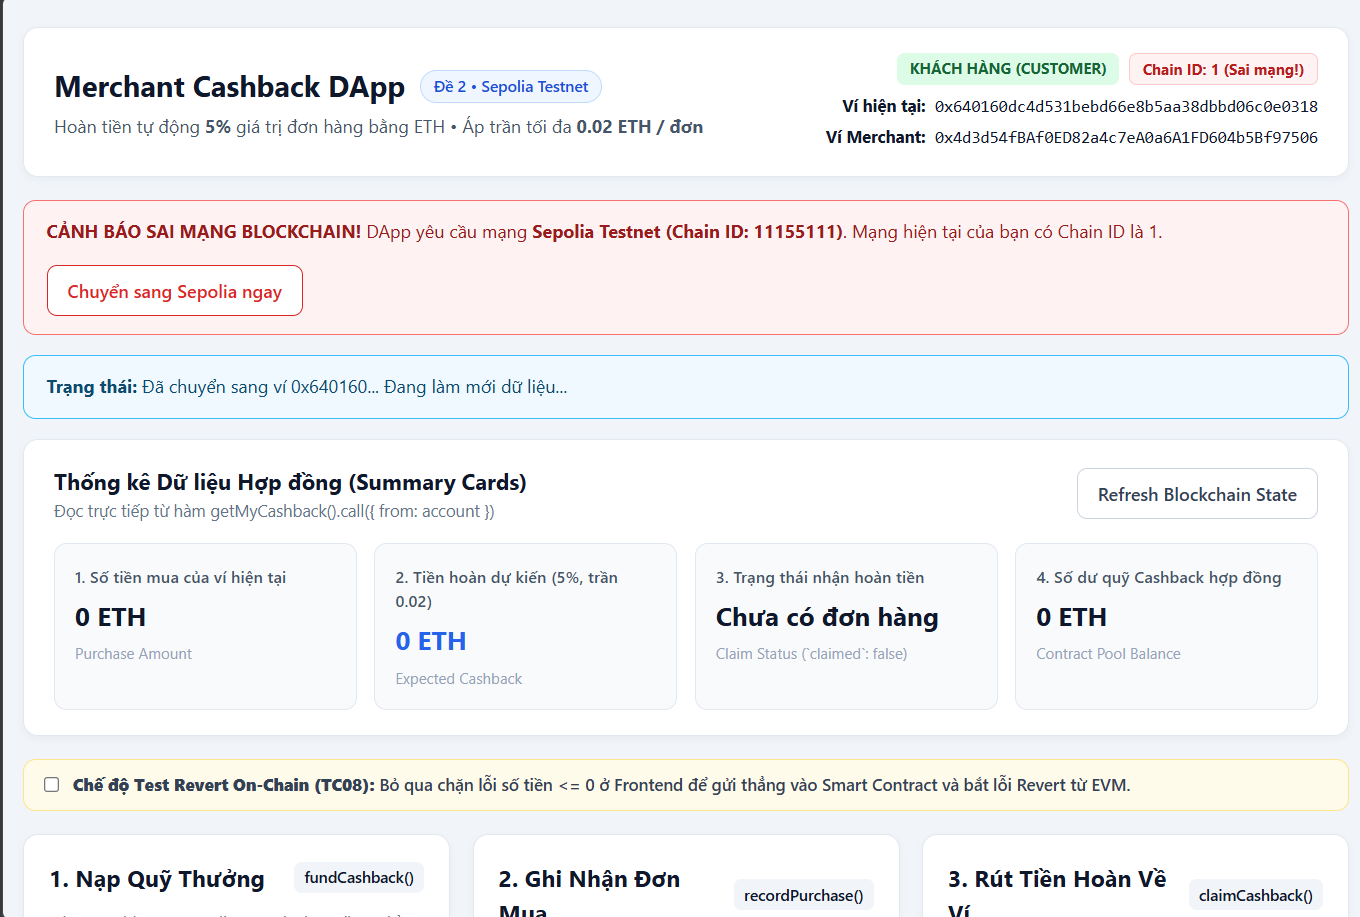 Merchant Cashback DApp
Đề 2 • Sepolia Testnet
Hoàn tiền tự động 5% giá trị đơn hàng bằng ETH • Áp trần tối đa 0.02 ETH / đơn
KHÁCH HÀNG (CUSTOMER)
Chain ID: 1 (Sai mạng!)
Ví hiện tại: 0x640160dc4d531bebd66e8b5aa38dbbd06c0e0318
Ví Merchant: 0x4d3d54fBAf0ED82a4c7eA0a6A1FD604b5Bf97506
CẢNH BÁO SAI MẠNG BLOCKCHAIN! DApp yêu cầu mạng Sepolia Testnet (Chain ID: 11155111). Mạng hiện tại của bạn có Chain ID là 1.
Chuyển sang Sepolia ngay
Trạng thái: Đã chuyển sang ví 0x640160... Đang làm mới dữ liệu...
Thống kê Dữ liệu Hợp đồng (Summary Cards)
Đọc trực tiếp từ hàm getMyCashback().call({ from: account })
Refresh Blockchain State
1. Số tiền mua của ví hiện tại
0 ETH
Purchase Amount
2. Tiền hoàn dự kiến (5%, trần
0.02)
0 ETH
Expected Cashback
3. Trạng thái nhận hoàn tiền
Chưa có đơn hàng
Claim Status (`claimed`: false)
4. Số dư quỹ Cashback hợp đồng
0 ETH
Contract Pool Balance
Chế độ Test Revert On-Chain (TC08): Bỏ qua chặn lỗi số tiền <= 0 ở Frontend để gửi thẳng vào Smart Contract và bắt lỗi Revert từ EVM.
1. Nạp Quỹ Thưởng
fundCashback()
2. Ghi Nhận Đơn
Mua
recordPurchase()
3. Rút Tiền Hoàn Về
Ví
claimCashback()